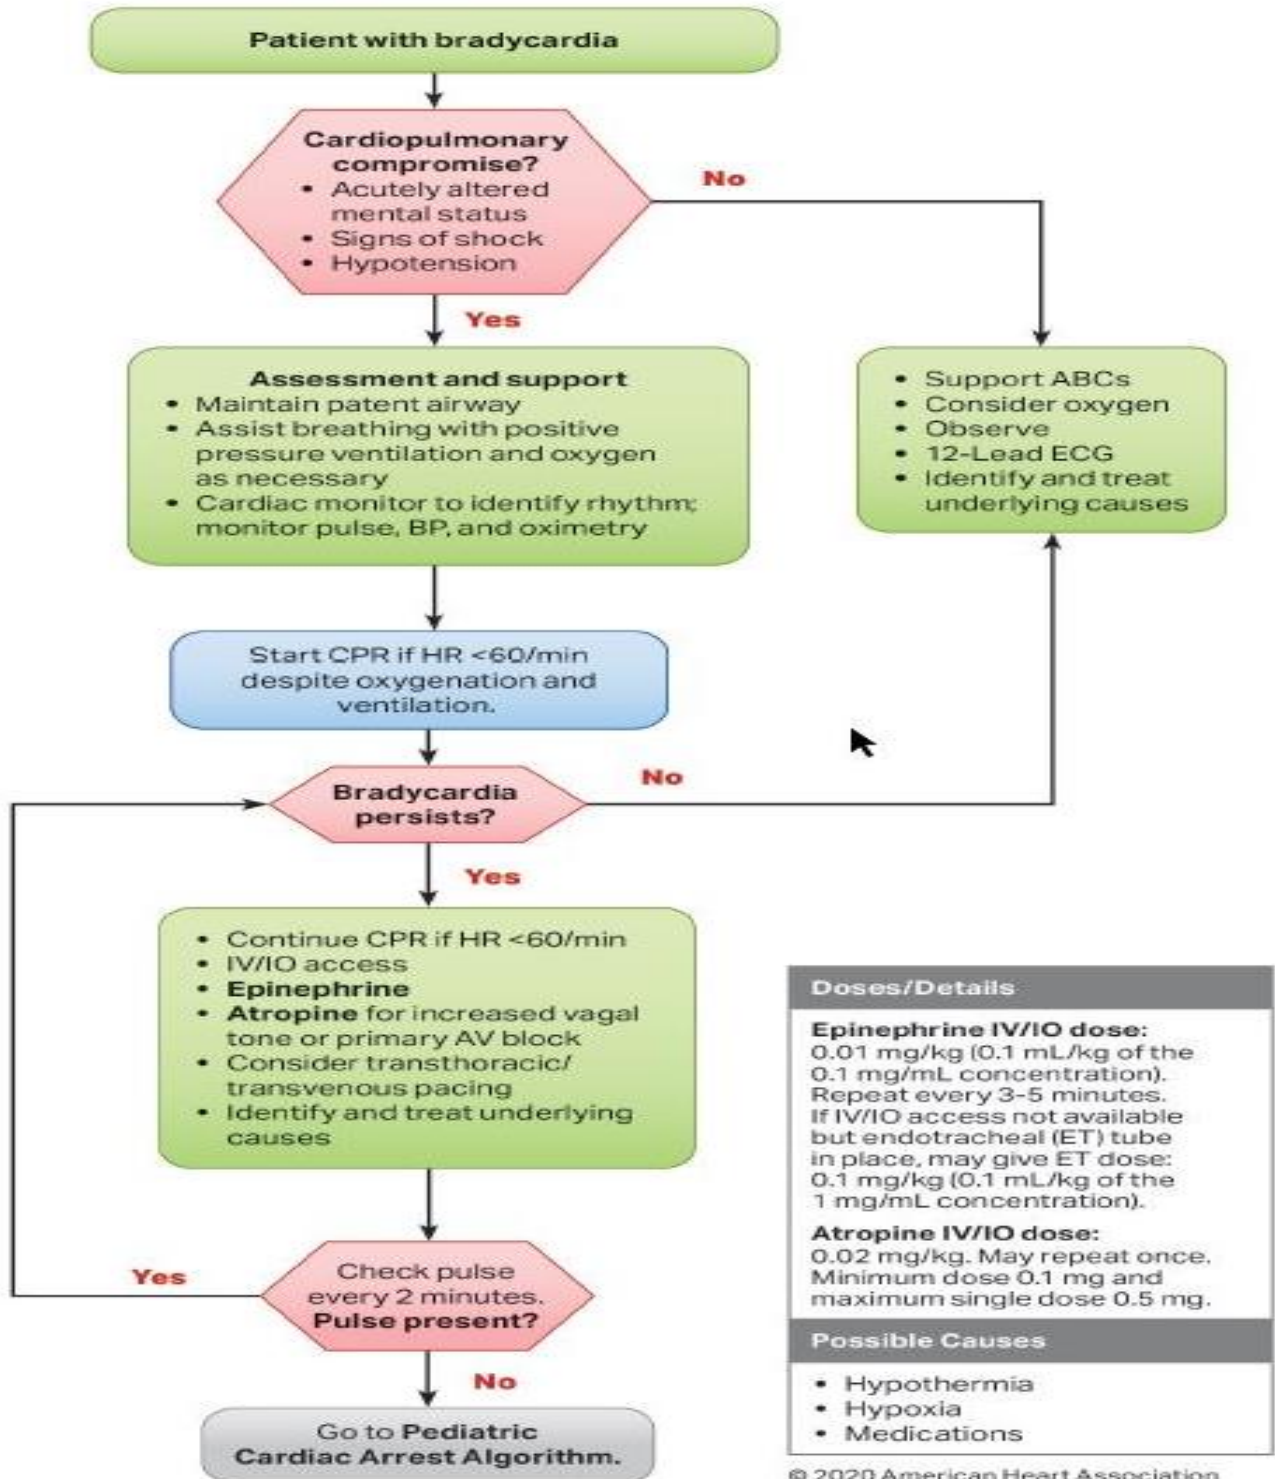 Patient with bradycardia
Cardiopulmonary
compromise?
• Acutely altered
mental status
• Signs of shock
• Hypotension
No
Yes
Assessment and support
• Maintain patent airway
• Assist breathing with positive
pressure ventilation and oxygen
as necessary
• Cardiac monitor to identify rhythm;
monitor pulse, BP, and oximetry
• Support ABCs
• Consider oxygen
• Observe
• 12-Lead ECG
• Identify and treat
underlying causes
Start CPR if HR <60/min
despite oxygenation and
ventilation.
Bradycardia
persists?
No
Yes
• Continue CPR if HR <60/min
• IV/IO access
• Epinephrine
• Atropine for increased vagal
tone or primary AV block
• Consider transthoracic/
transvenous pacing
• Identify and treat underlying
causes
Check pulse
every 2 minutes.
Pulse present?
Yes
No
Go to Pediatric
Cardiac Arrest Algorithm.
Doses/Details
Epinephrine IV/IO dose:
0.01 mg/kg (0.1 mL/kg of the
0.1 mg/mL concentration).
Repeat every 3-5 minutes.
If IV/IO access not available
but endotracheal (ET) tube
in place, may give ET dose:
0.1 mg/kg (0.1 mL/kg of the
1 mg/mL concentration).
Atropine IV/IO dose:
0.02 mg/kg. May repeat once.
Minimum dose 0.1 mg and
maximum single dose 0.5 mg.
Possible Causes
• Hypothermia
• Hypoxia
• Medications
© 2020 American Heart Association